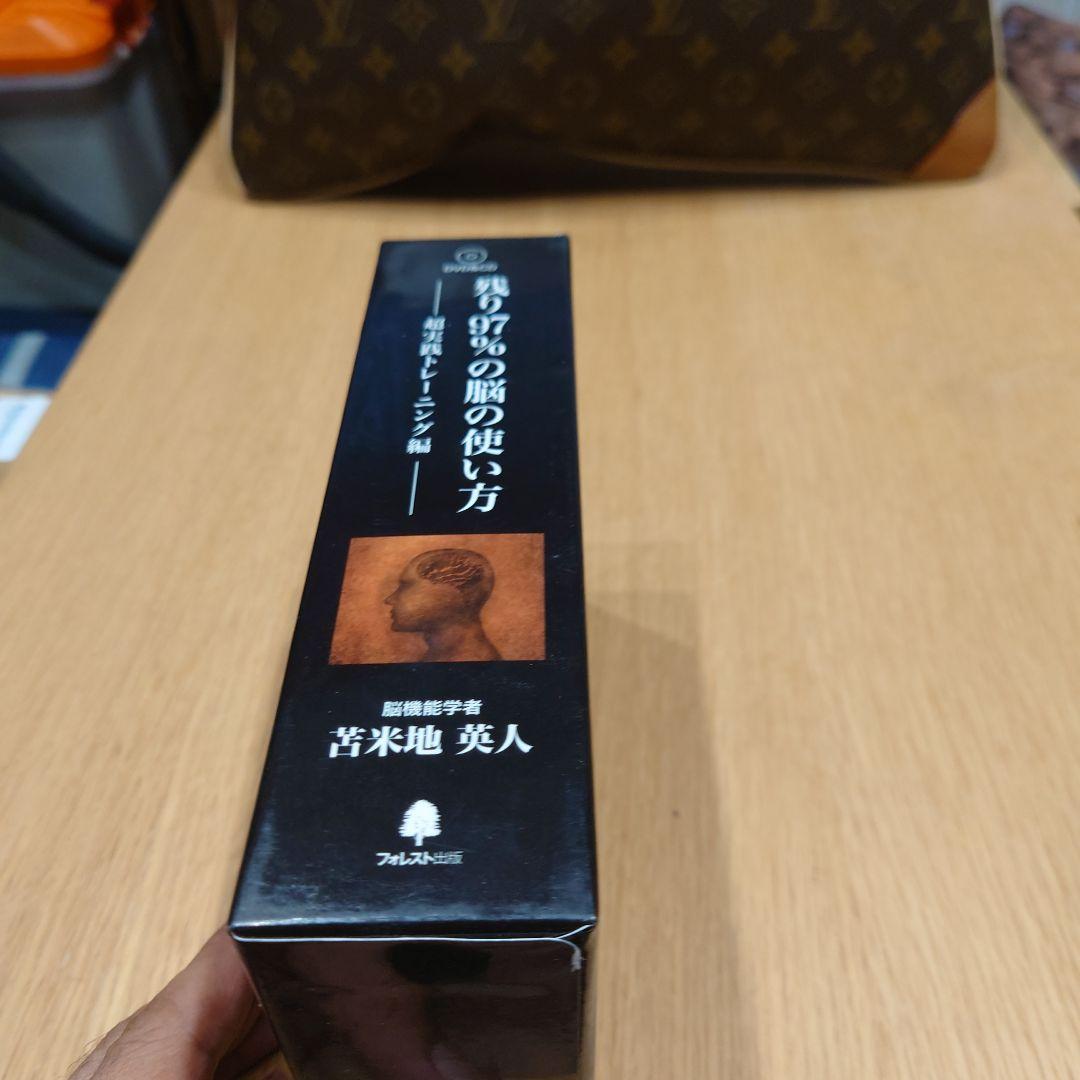 DVD&CD
残り97%の脳の使い方
超実践トレーニング編
脳機能学者
苫米地 英人
フォレスト出版